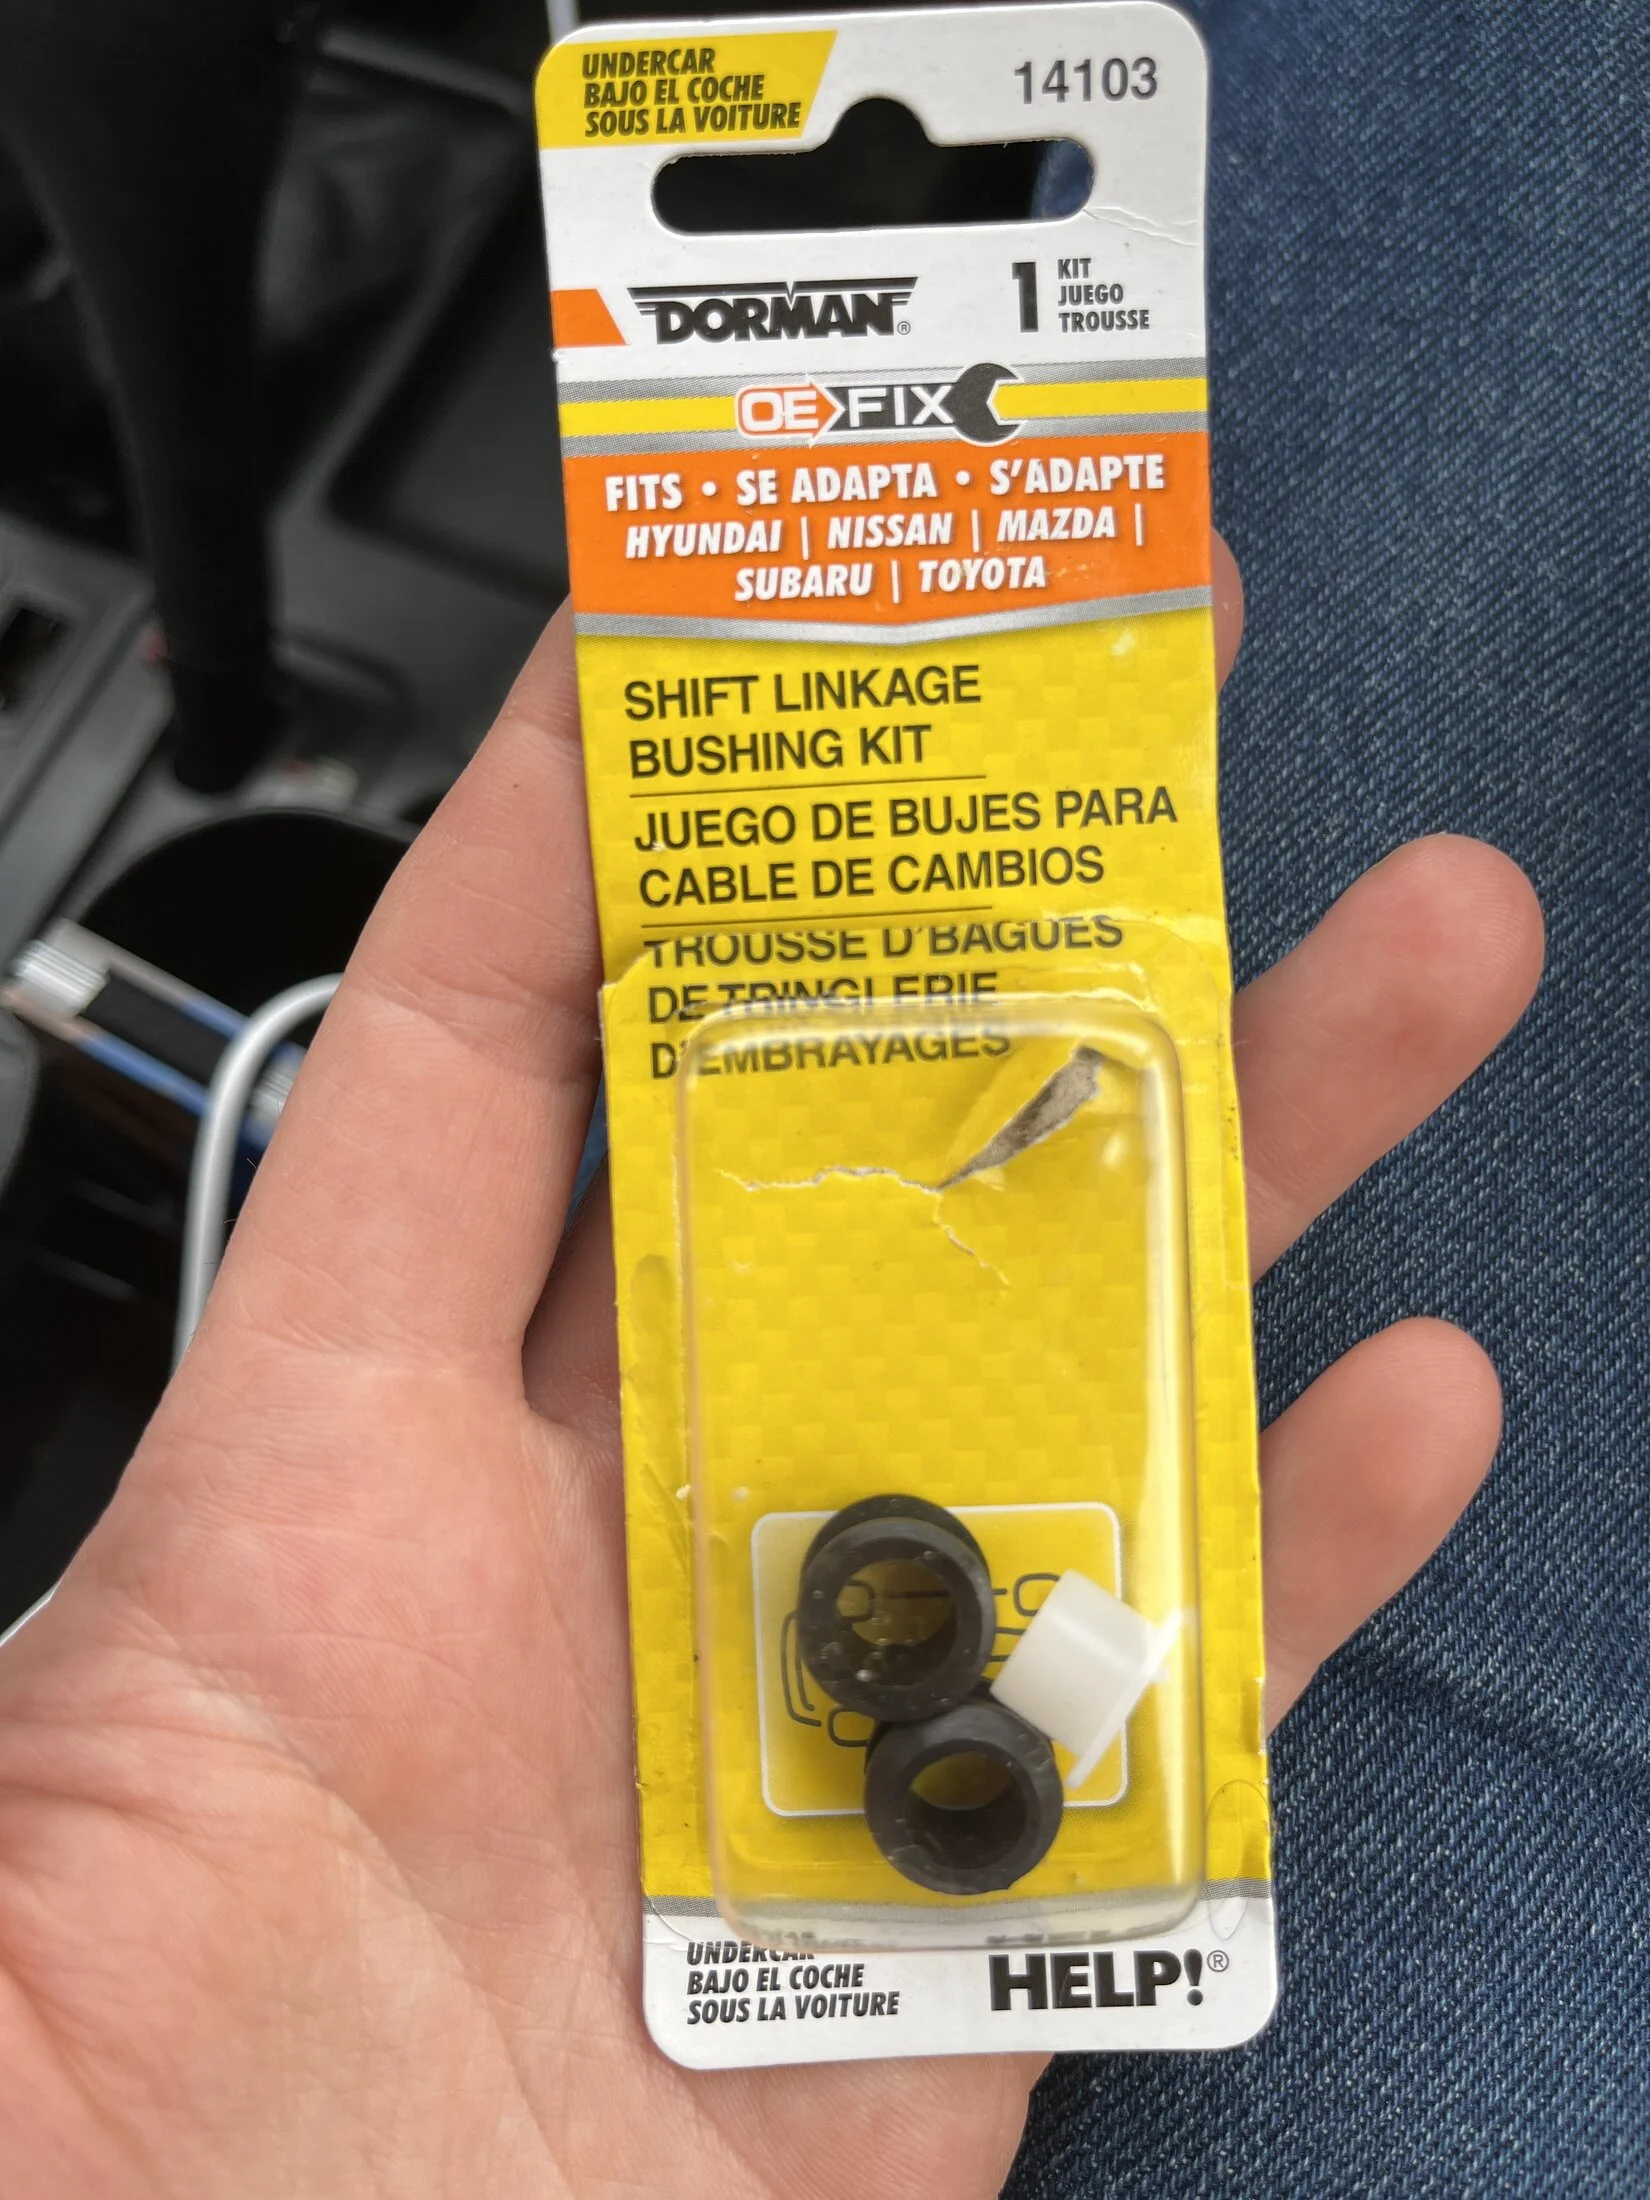 UNDERCAR
BAJO EL COCHE
SOUS LA VOITURE
14103
DORMAN®
1 KIT
JUEGO
TROUSSE
OE FIX
FITS • SE ADAPTA • S'ADAPTE
HYUNDAI | NISSAN | MAZDA |
SUBARU | TOYOTA
SHIFT LINKAGE
BUSHING KIT
JUEGO DE BUJES PARA
CABLE DE CAMBIOS
TROUSSE D'BAGUES
DE TRINGLERIE
D'EMBRAYAGES
UNDERCAR
BAJO EL COCHE
SOUS LA VOITURE
HELP!®